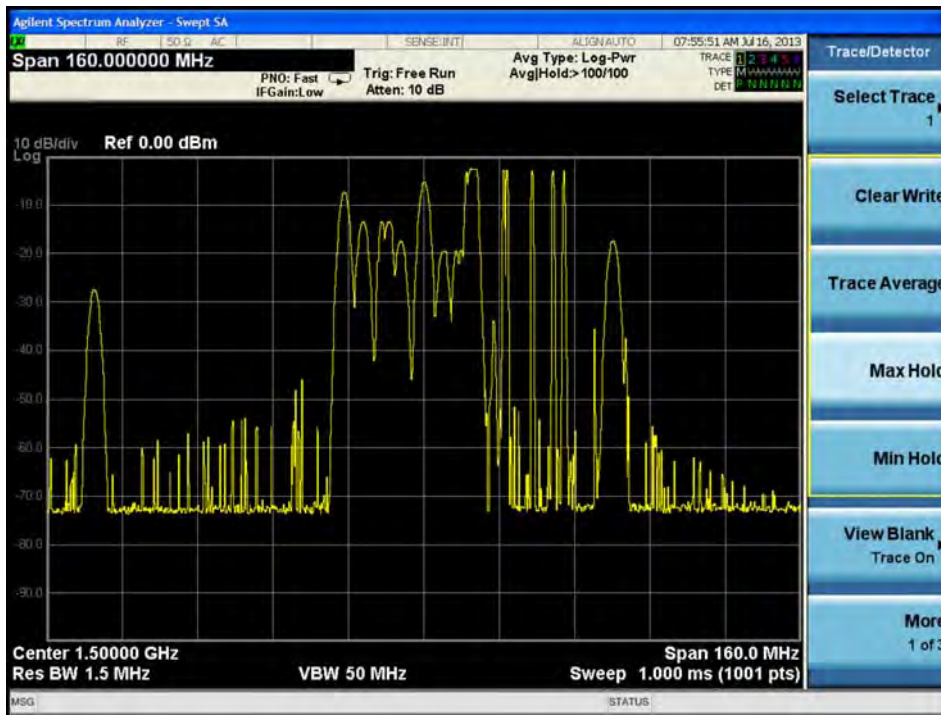 Agilent Spectrum Analyzer - Swept SA
RF 50 Ω AC SENSE:INT ALIGN AUTO 07:55:51 AM Jul 16, 2013
Span 160.000000 MHz
PNO: Fast
IFGain:Low
Trig: Free Run
Atten: 10 dB
Avg Type: Log-Pwr
Avg|Hold:>100/100
TRACE 1 2 3 4 5 6
TYPE M
DET P N N N N N
10 dB/div Ref 0.00 dBm
Log
-10.0
-20.0
-30.0
-40.0
-50.0
-60.0
-70.0
-80.0
-90.0
Center 1.50000 GHz Span 160.0 MHz
Res BW 1.5 MHz VBW 50 MHz Sweep 1.000 ms (1001 pts)
MSG STATUS
Trace/Detector
Select Trace
1
Clear Write
Trace Average
Max Hold
Min Hold
View Blank
Trace On
More
1 of 3